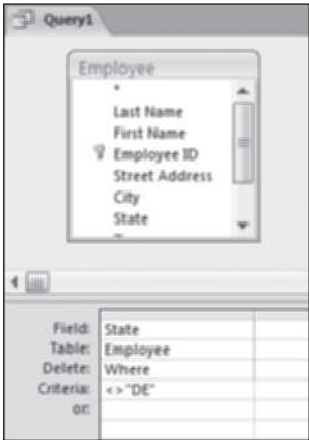 Query1
Employee
*
Last Name
First Name
Employee ID
Street Address
City
State
Field: State
Table: Employee
Delete: Where
Criteria: <>"DE"
or: